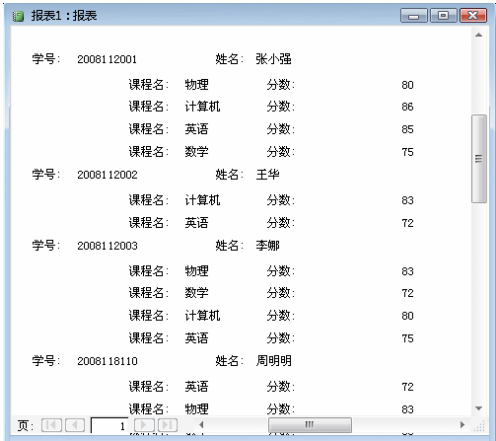 报表1：报表
学号： 2008112001 姓名： 张小强
课程名： 物理 分数： 80
课程名： 计算机 分数： 86
课程名： 英语 分数： 85
课程名： 数学 分数： 75
学号： 2008112002 姓名： 王华
课程名： 计算机 分数： 83
课程名： 英语 分数： 72
学号： 2008112003 姓名： 李娜
课程名： 物理 分数： 83
课程名： 数学 分数： 72
课程名： 计算机 分数： 80
课程名： 英语 分数： 75
学号： 2008118110 姓名： 周明明
课程名： 英语 分数： 72
课程名： 物理 分数： 83
页： 1